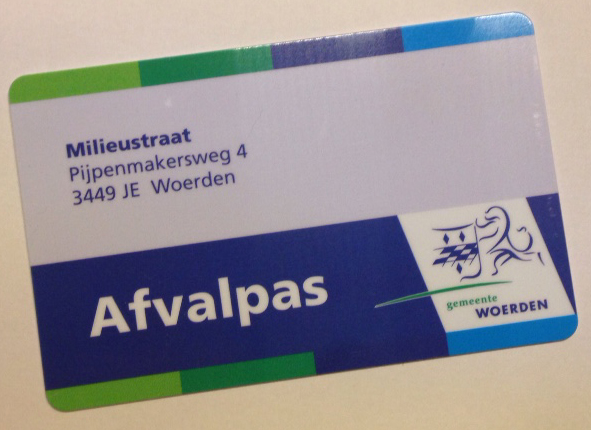 Milieustraat
Pijpenmakersweg 4
3449 JE Woerden
Afvalpas
gemeente
WOERDEN